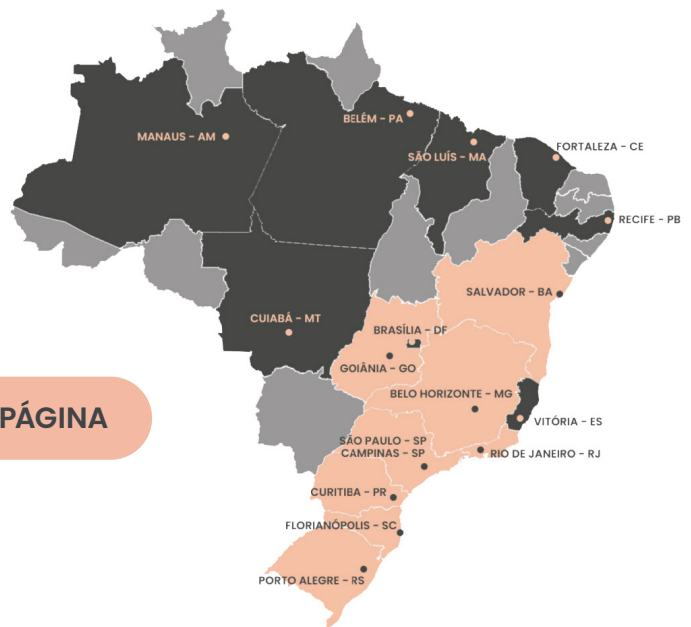 BELÉM - PA
MANAUS - AM
FORTALEZA - CE
SÃO LUÍS - MA
RECIFE - PB
SALVADOR - BA
CUIABÁ - MT
BRASÍLIA - DF
GOIÂNIA - GO
BELO HORIZONTE - MG
PÁGINA
VITÓRIA - ES
SÃO PAULO - SP
CAMPINAS - SP
RIO DE JANEIRO - RJ
CURITIBA - PR
FLORIANÓPOLIS - SC
PORTO ALEGRE - RS